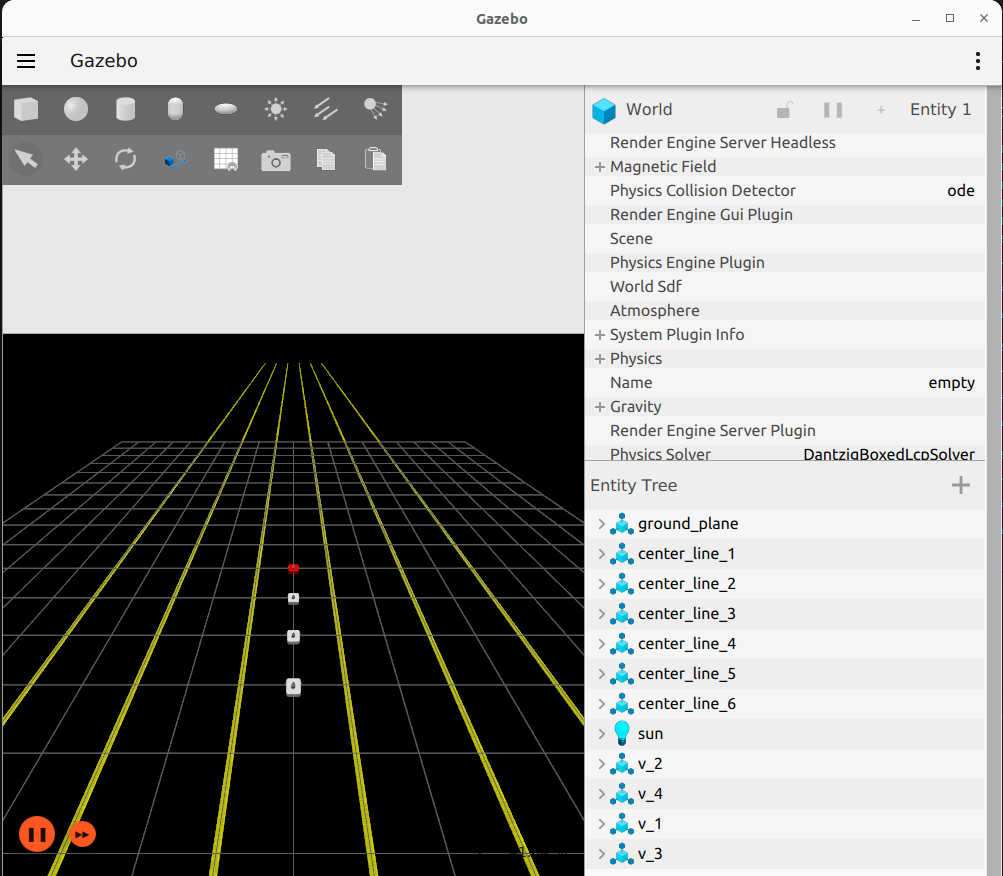 Gazebo
Gazebo
World Entity 1
Render Engine Server Headless
Magnetic Field
Physics Collision Detector ode
Render Engine Gui Plugin
Scene
Physics Engine Plugin
World Sdf
Atmosphere
System Plugin Info
Physics
Name empty
Gravity
Render Engine Server Plugin
Physics Solver DantzigBoxedLcpSolver
Entity Tree
ground_plane
center_line_1
center_line_2
center_line_3
center_line_4
center_line_5
center_line_6
sun
v_2
v_4
v_1
v_3